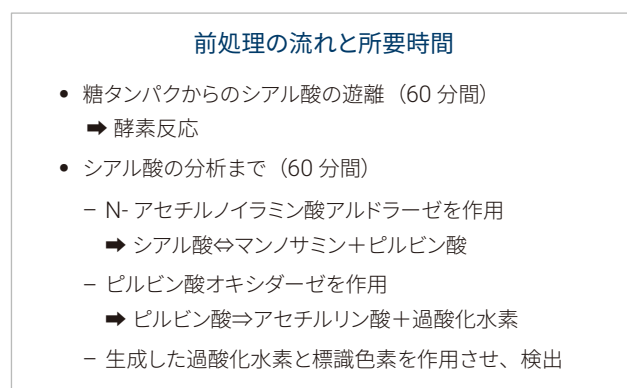 前処理の流れと所要時間
• 糖タンパクからのシアル酸の遊離（60 分間）
➡ 酵素反応
• シアル酸の分析まで（60 分間）
– N- アセチルノイラミン酸アルドラーゼを作用
➡ シアル酸⇔マンノサミン＋ピルビン酸
– ピルビン酸オキシダーゼを作用
➡ ピルビン酸⇒アセチルリン酸＋過酸化水素
– 生成した過酸化水素と標識色素を作用させ、検出